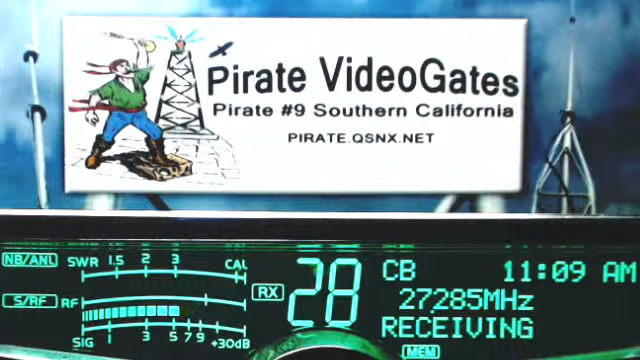 Pirate VideoGates
Pirate #9 Southern California
PIRATE.QSNX.NET
NB/ANL SWR 1.5 2 3 CAL
CB 11:09 AM
S/RF RF
RX 28
27285MHz
RECEIVING
SIG 1 3 5 7 9 +30dB
MEM